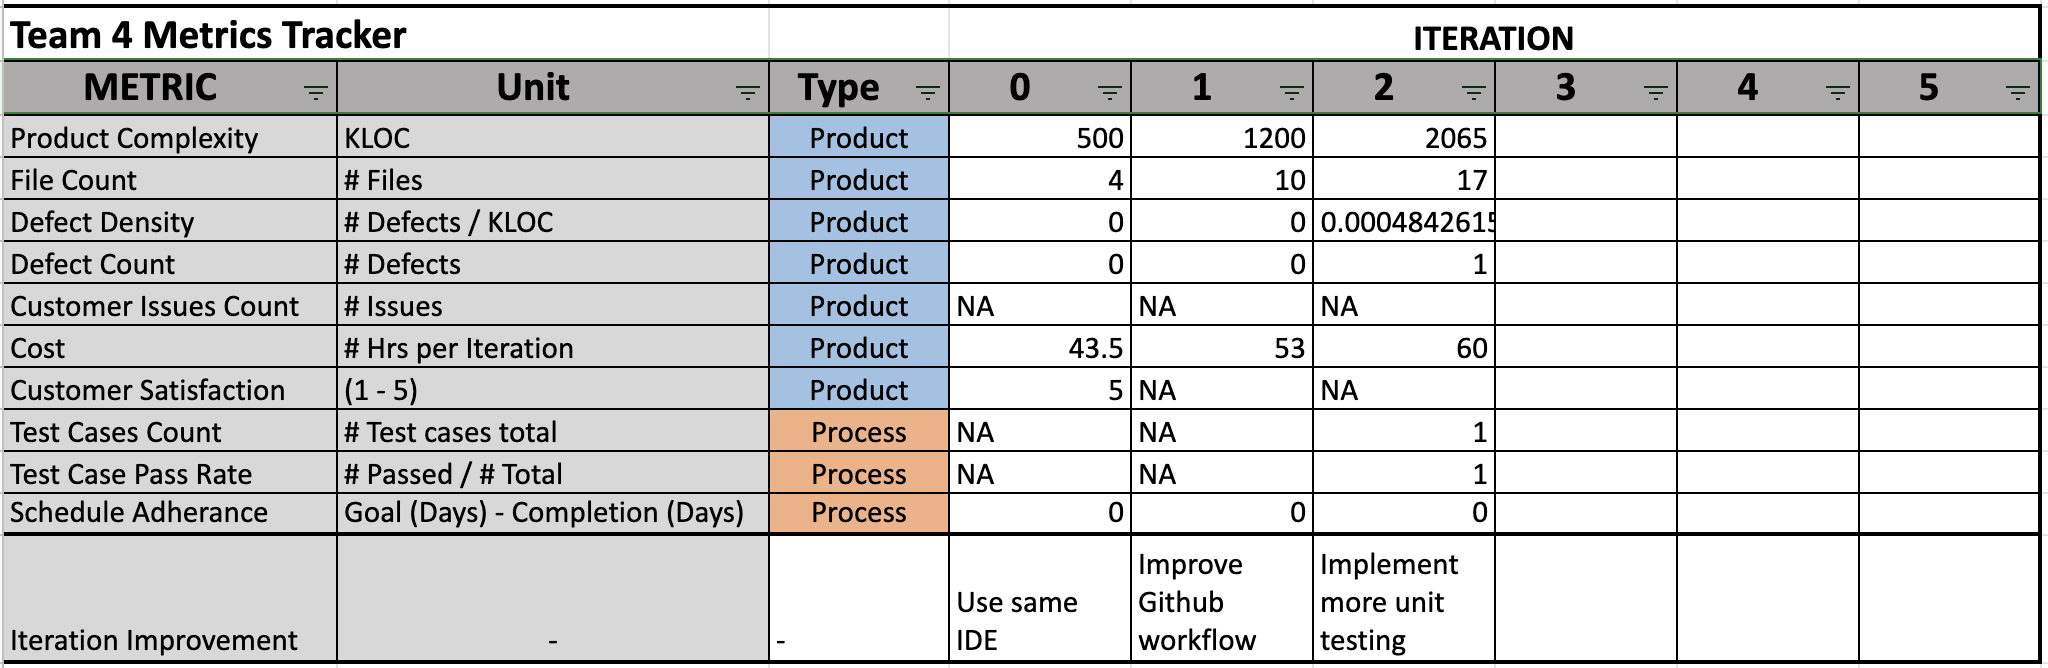 Team 4 Metrics Tracker ITERATION
METRIC Unit Type 0 1 2 3 4 5
Product Complexity KLOC Product 500 1200 2065
File Count # Files Product 4 10 17
Defect Density # Defects / KLOC Product 0 0 0.0004842615
Defect Count # Defects Product 0 0 1
Customer Issues Count # Issues Product NA NA NA
Cost # Hrs per Iteration Product 43.5 53 60
Customer Satisfaction (1 - 5) Product 5 NA NA
Test Cases Count # Test cases total Process NA NA 1
Test Case Pass Rate # Passed / # Total Process NA NA 1
Schedule Adherance Goal (Days) - Completion (Days) Process 0 0 0
Improve Implement
Use same Github more unit
Iteration Improvement - - IDE workflow testing